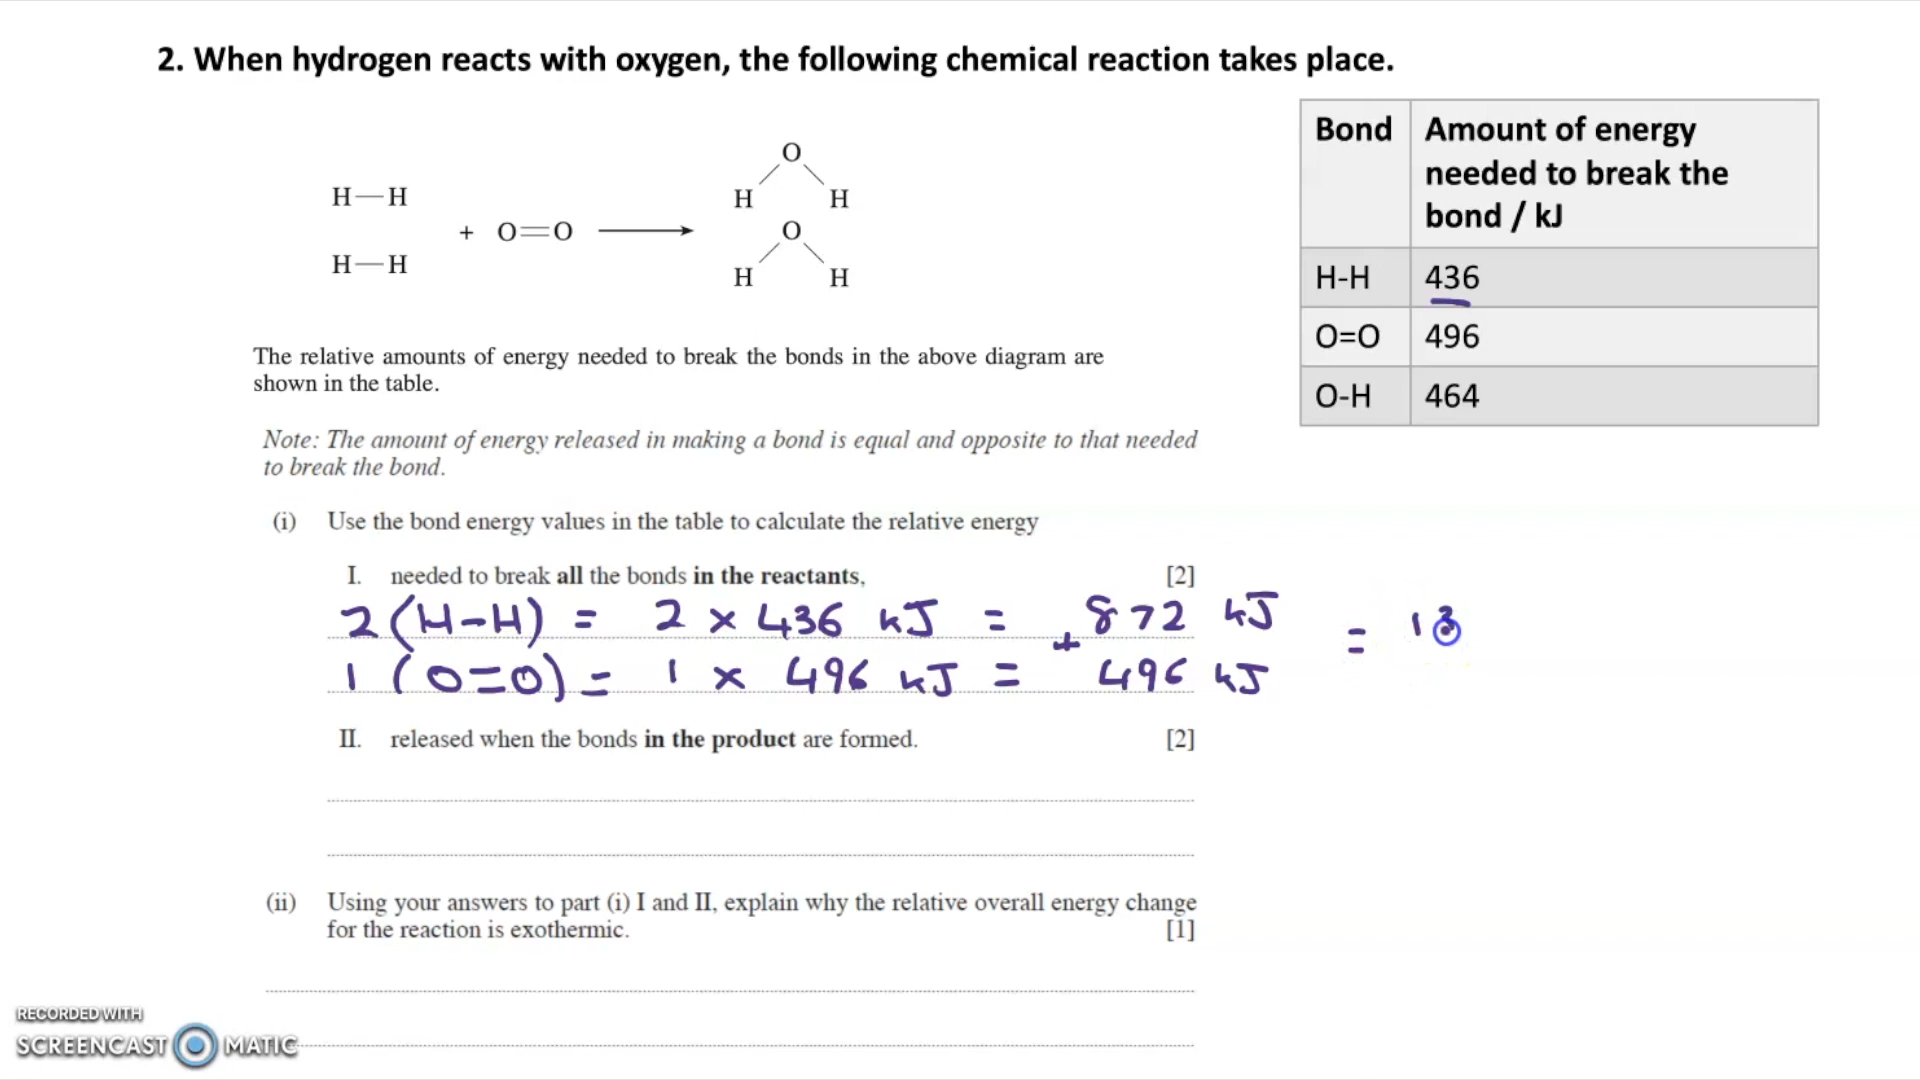 2. When hydrogen reacts with oxygen, the following chemical reaction takes place.
Bond Amount of energy needed to break the bond / kJ
H-H 436
O=O 496
O-H 464
O
H—H H H
+ O=O O
H—H H H
The relative amounts of energy needed to break the bonds in the above diagram are
shown in the table.
Note: The amount of energy released in making a bond is equal and opposite to that needed
to break the bond.
(i) Use the bond energy values in the table to calculate the relative energy
I. needed to break all the bonds in the reactants, [2]
2 (H-H) = 2 × 436 kJ = 872 kJ
+ = 13
1 (O=O) = 1 × 496 kJ = 496 kJ
II. released when the bonds in the product are formed. [2]
(ii) Using your answers to part (i) I and II, explain why the relative overall energy change
for the reaction is exothermic. [1]
RECORDED WITH
SCREENCAST MATIC